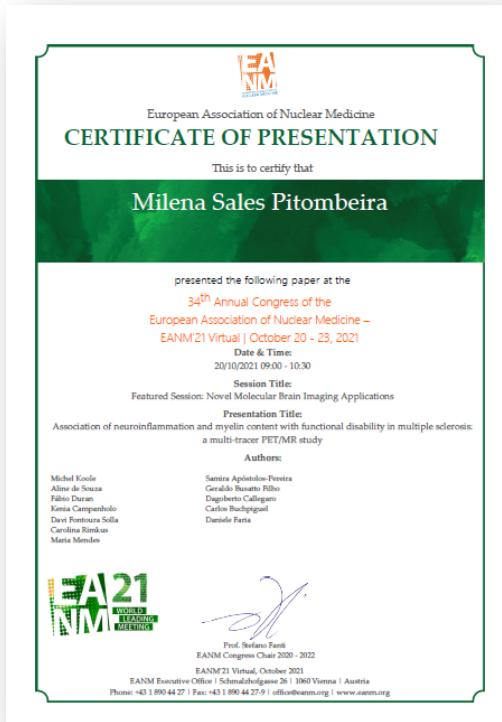 EA
NM
European Association of Nuclear Medicine
CERTIFICATE OF PRESENTATION
This is to certify that
Milena Sales Pitombeira
presented the following paper at the
34th Annual Congress of the
European Association of Nuclear Medicine –
EANM'21 Virtual | October 20 - 23, 2021
Date & Time:
20/10/2021 09:00 - 10:30
Session Title:
Featured Session: Novel Molecular Brain Imaging Applications
Presentation Title:
Association of neuroinflammation and myelin content with functional disability in multiple sclerosis:
a multi-tracer PET/MR study
Authors:
Michel Koole
Aline de Souza
Fábio Duran
Kenia Campanholo
Davi Fontoura Solla
Carolina Rimkus
Maria Mendes
Samira Apóstolos-Pereira
Geraldo Busatto Filho
Dagoberto Callegaro
Carlos Buchpiguel
Daniele Faria
EA 21
NM WORLD
LEADING
MEETING
Prof. Stefano Fanti
EANM Congress Chair 2020 - 2022
EANM'21 Virtual, October 2021
EANM Executive Office | Schmalzhofgasse 26 | 1060 Vienna | Austria
Phone: +43 1 890 44 27 | Fax: +43 1 890 44 27-9 | office@eanm.org | www.eanm.org